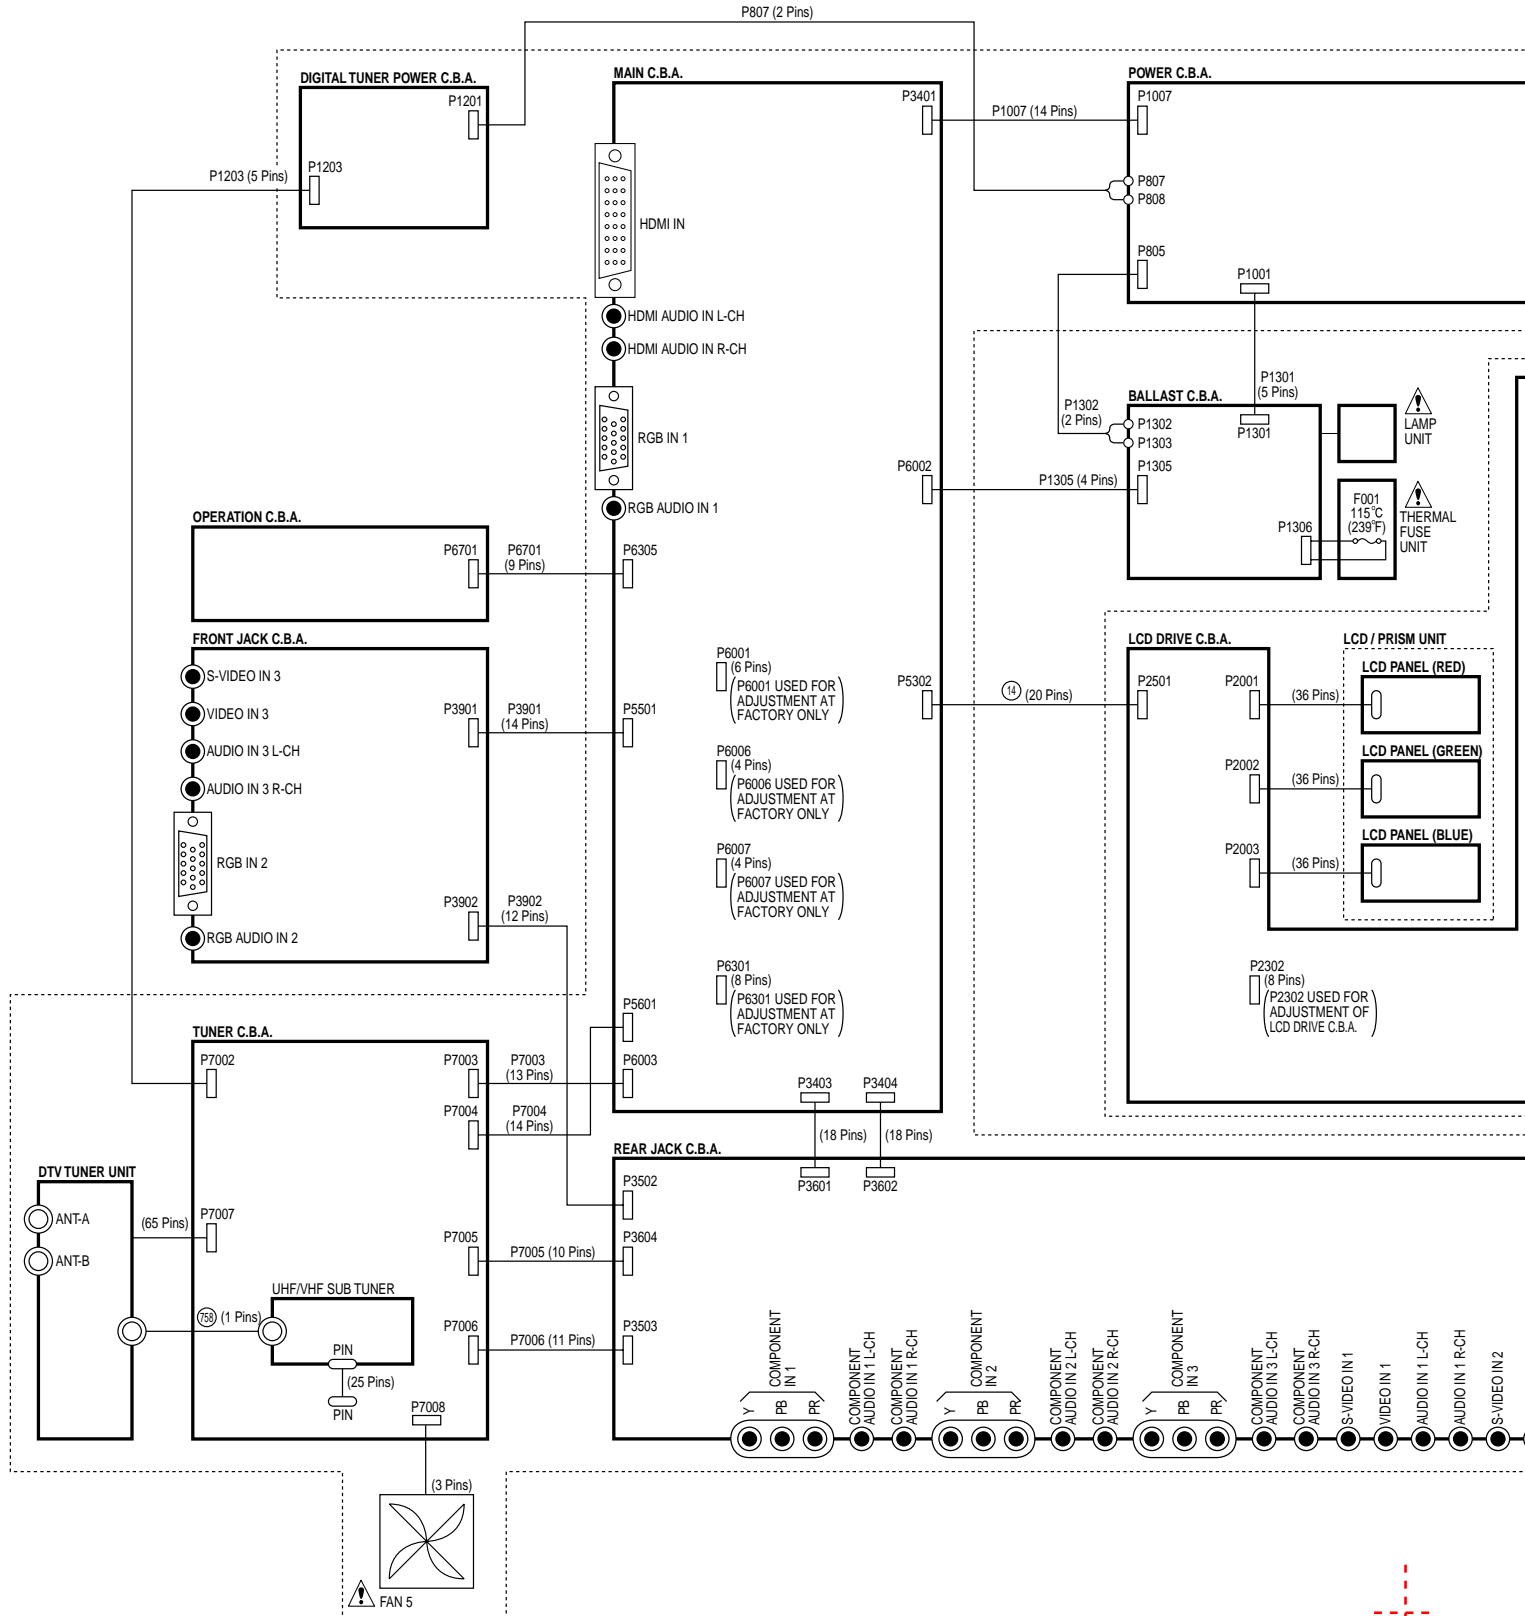 P807 (2 Pins)
DIGITAL TUNER POWER C.B.A.
P1201
P1203 (5 Pins)
P1203
MAIN C.B.A.
P3401
P1007 (14 Pins)
HDMI IN
HDMI AUDIO IN L-CH
HDMI AUDIO IN R-CH
RGB IN 1
RGB AUDIO IN 1
POWER C.B.A.
P1007
P807
P808
P805
P1001
P1301
(5 Pins)
P1302
(2 Pins)
BALLAST C.B.A.
P1302
P1303
P1301
P1305
LAMP
UNIT
F001
115°C
(239°F)
THERMAL
FUSE
UNIT
P1306
P6002
P1305 (4 Pins)
OPERATION C.B.A.
P6701
P6701
(9 Pins)
P6305
FRONT JACK C.B.A.
S-VIDEO IN 3
VIDEO IN 3
AUDIO IN 3 L-CH
AUDIO IN 3 R-CH
RGB IN 2
RGB AUDIO IN 2
P3901
P3901
(14 Pins)
P5501
P3902
P3902
(12 Pins)
P6001
(6 Pins)
(P6001 USED FOR
ADJUSTMENT AT
FACTORY ONLY)
P6006
(4 Pins)
(P6006 USED FOR
ADJUSTMENT AT
FACTORY ONLY)
P6007
(4 Pins)
(P6007 USED FOR
ADJUSTMENT AT
FACTORY ONLY)
P6301
(8 Pins)
(P6301 USED FOR
ADJUSTMENT AT
FACTORY ONLY)
P5302
14 (20 Pins)
LCD DRIVE C.B.A.
P2501
P2001
(36 Pins)
P2002
(36 Pins)
P2003
(36 Pins)
LCD / PRISM UNIT
LCD PANEL (RED)
LCD PANEL (GREEN)
LCD PANEL (BLUE)
P2302
(8 Pins)
(P2302 USED FOR
ADJUSTMENT OF
LCD DRIVE C.B.A.)
TUNER C.B.A.
P7002
P7003
P7003
(13 Pins)
P7004
P7004
(14 Pins)
P5601
P6003
P3403
P3404
(18 Pins)
(18 Pins)
P3601
P3602
REAR JACK C.B.A.
P3502
P3604
P3503
DTV TUNER UNIT
ANT-A
ANT-B
(65 Pins)
P7007
758 (1 Pins)
UHF/VHF SUB TUNER
PIN
(25 Pins)
PIN
P7005
P7005 (10 Pins)
P7006
P7006 (11 Pins)
P7008
(3 Pins)
FAN 5
COMPONENT
IN 1
Y
PB
PR
COMPONENT
AUDIO IN 1 L-CH
COMPONENT
AUDIO IN 1 R-CH
COMPONENT
IN 2
Y
PB
PR
COMPONENT
AUDIO IN 2 L-CH
COMPONENT
AUDIO IN 2 R-CH
COMPONENT
IN 3
Y
PB
PR
COMPONENT
AUDIO IN 3 L-CH
COMPONENT
AUDIO IN 3 R-CH
S-VIDEO IN 1
VIDEO IN 1
AUDIO IN 1 L-CH
AUDIO IN 1 R-CH
S-VIDEO IN 2